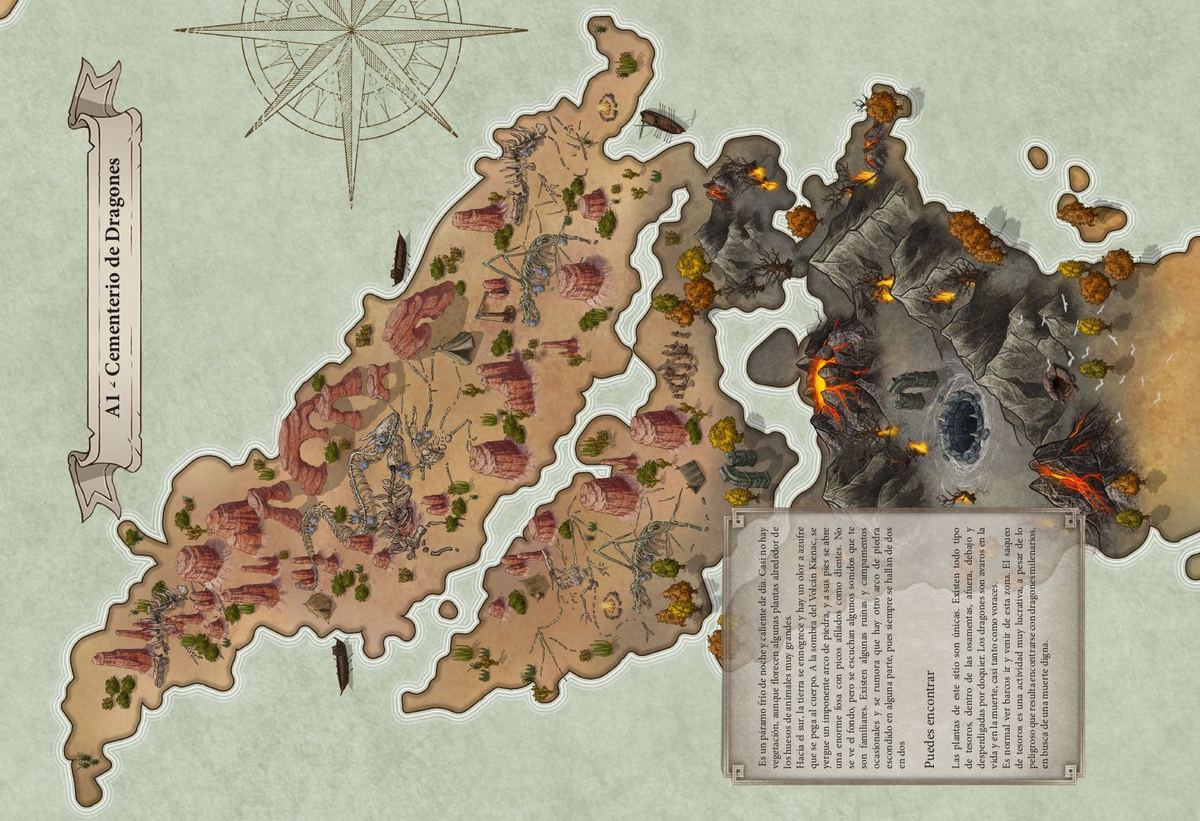 A1 - Cementerio de Dragones
Es un páramo frío de noche y caliente de día. Casi no hay
vegetación, aunque florecen algunas plantas alrededor de
los huesos de animales muy grandes.
Hacia el sur, la tierra se ennegrece y hay un olor a azufre
que se pega al cuerpo. A la sombra del Volcán Kienac, se
yergue un imponente arco de piedra, y a sus pies se abre
una enorme fosa con picos afilados como dientes. No
se ve el fondo, pero se escuchan algunos sonidos que te
son familiares. Existen algunas ruinas y campamentos
ocasionales y se rumora que hay otro arco de piedra
escondido en alguna parte, pues siempre se hallan de dos
en dos
Puedes encontrar
Las plantas de este sitio son únicas. Existen todo tipo
de tesoros, dentro de las osamientas, afuera, debajo y
desperdigadas por doquier. Los dragones son avaros en la
vida y en la muerte, casi tanto como voraces.
Es normal ver barcos ir y venir de esta zona. El saqueo
de tesoros es una actividad muy lucrativa, a pesar de lo
peligroso que resulta encontrarse con dragones milenarios,
en busca de una muerte digna.